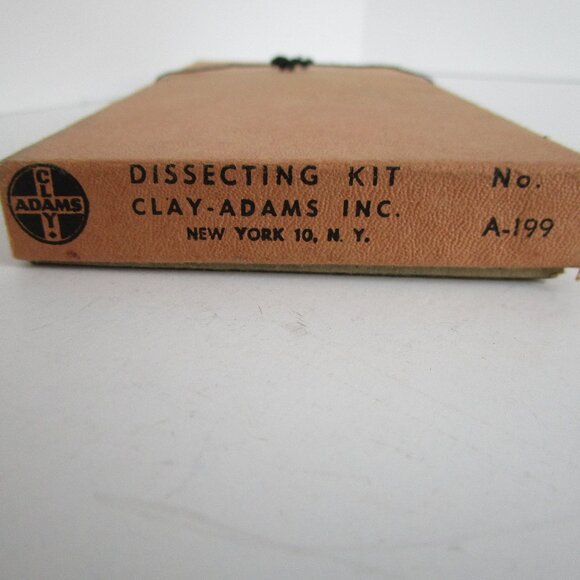 CLAY
ADAMS
DISSECTING KIT No.
CLAY-ADAMS INC. A-199
NEW YORK 10, N. Y.